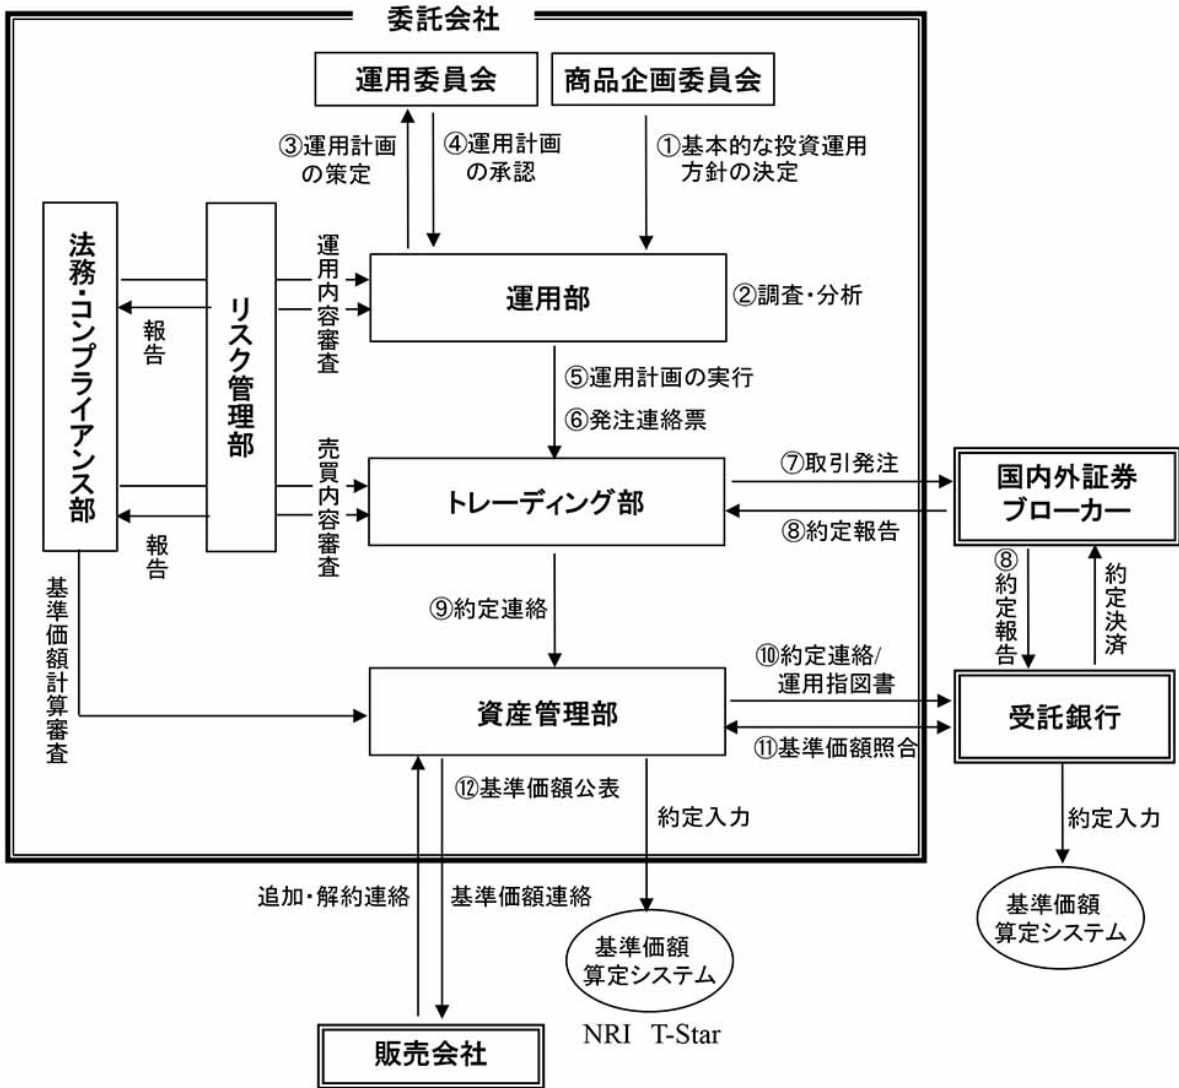 委託会社
運用委員会
商品企画委員会
③運用計画
の策定
④運用計画
の承認
①基本的な投資運用
方針の決定
法務・コンプライアンス部
リスク管理部
運用内容審査
報告
運用部
②調査・分析
⑤運用計画の実行
⑥発注連絡票
売買内容審査
報告
トレーディング部
⑦取引発注
⑧約定報告
国内外証券
ブローカー
⑧約定報告
約定決済
基準価額計算審査
⑨約定連絡
資産管理部
⑩約定連絡/
運用指図書
⑪基準価額照合
受託銀行
⑫基準価額公表
約定入力
約定入力
追加・解約連絡
基準価額連絡
基準価額
算定システム
基準価額
算定システム
NRI T-Star
販売会社